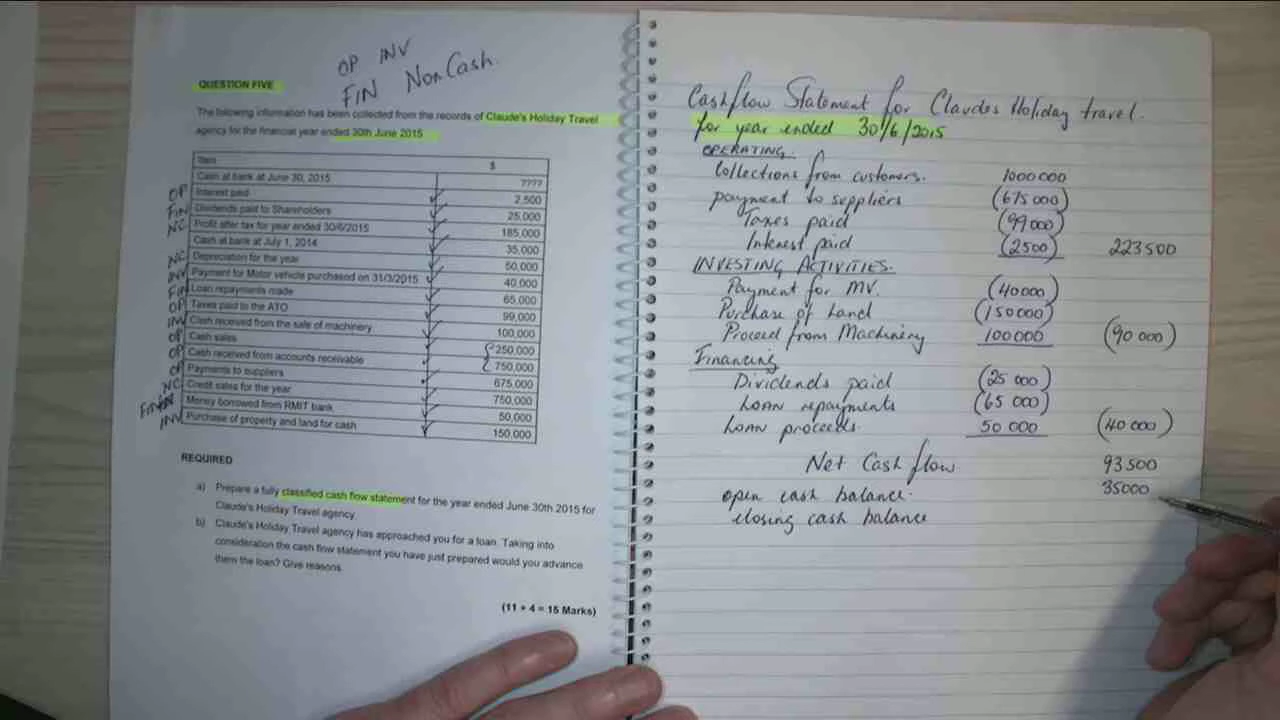 OP INV
FIN NonCash.
QUESTION FIVE
The following information has been collected from the records of Claude's Holiday Travel
agency for the financial year ended 30th June 2015
Item $
Cash at bank at June 30, 2015 ????
OP Interest paid 2,500
FIN Dividends paid to Shareholders 25,000
NC Profit after tax for year ended 30/6/2015 185,000
Cash at bank at July 1, 2014 35,000
NC Depreciation for the year 50,000
INV Payment for Motor vehicle purchased on 31/3/2015 40,000
FIN Loan repayments made 65,000
OP Taxes paid to the ATO 99,000
INV Cash received from the sale of machinery 100,000
OP Cash sales 250,000
OP Cash received from accounts receivable 750,000
OP Payments to suppliers 675,000
NC Credit sales for the year 750,000
FIN Money borrowed from RMIT bank 50,000
INV Purchase of property and land for cash 150,000
REQUIRED
a) Prepare a fully classified cash flow statement for the year ended June 30th 2015 for
Claude's Holiday Travel agency.
b) Claude's Holiday Travel agency has approached you for a loan. Taking into
consideration the cash flow statement you have just prepared would you advance
them the loan? Give reasons.
(11 + 4 = 15 Marks)
Cashflow Statement for Claudes Holiday travel.
for year ended 30/6/2015
OPERATING.
Collections from customers. 1000000
payment to suppliers (675000)
Taxes paid (99000)
Interest paid (2500) 223500
INVESTING ACTIVITIES.
Payment for MV. (40000)
Purchase of Land (150000)
Proceed from Machinery 100000 (90000)
Financing
Dividends paid (25000)
LOAN repayments (65000)
LOAN proceeds 50000 (40000)
Net Cash flow 93500
open cash balance. 35000
closing cash balance